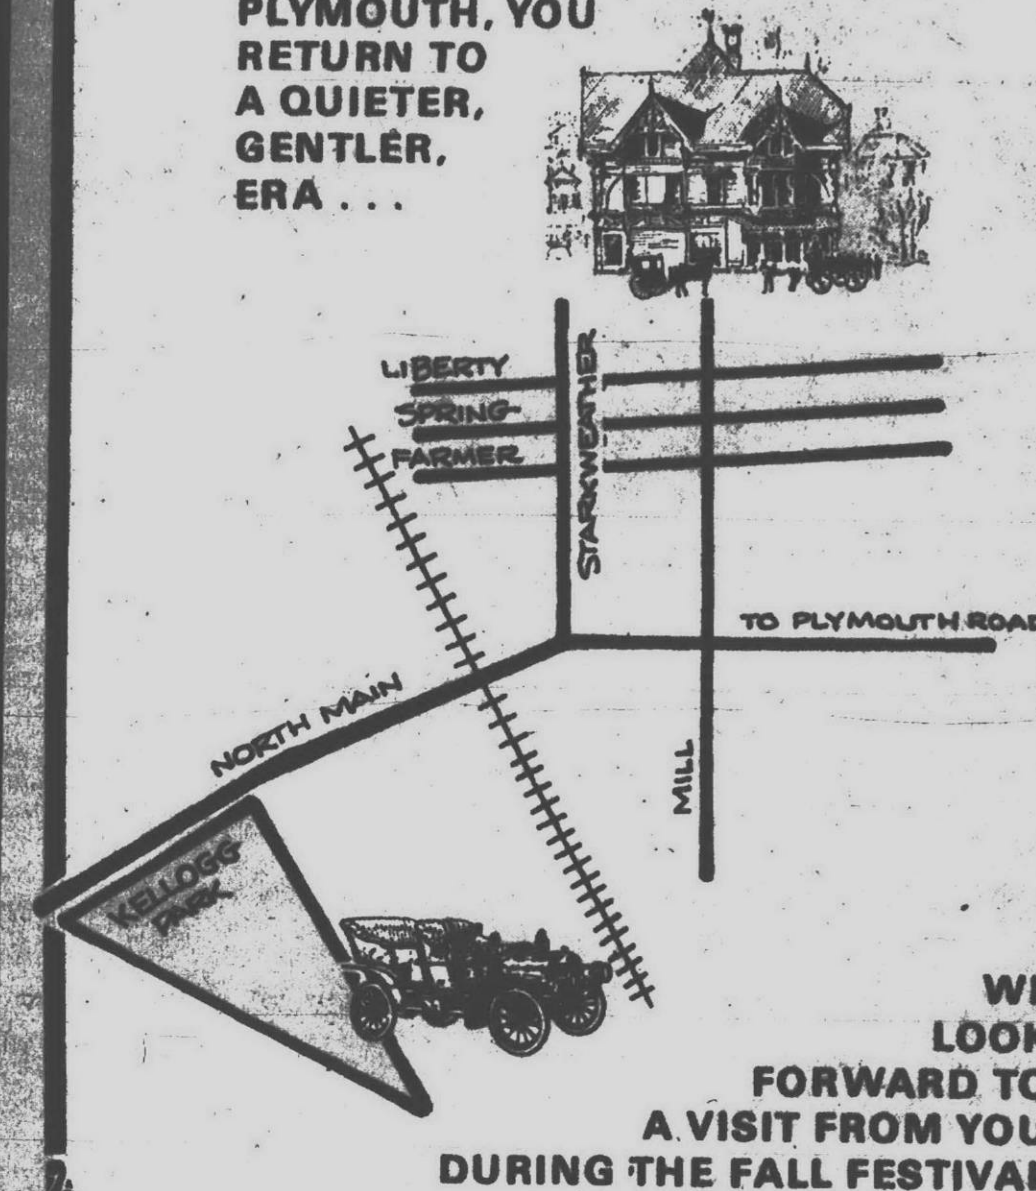 PLYMOUTH, YOU
RETURN TO
A QUIETER,
GENTLER,
ERA . . .
LIBERTY
SPRING
FARMER
STARKWEATHER
TO PLYMOUTH ROAD
NORTH MAIN
MILL
KELLOGG
PARK
FORWARD TO
A VISIT FROM YOU
DURING THE FALL FESTIVAL